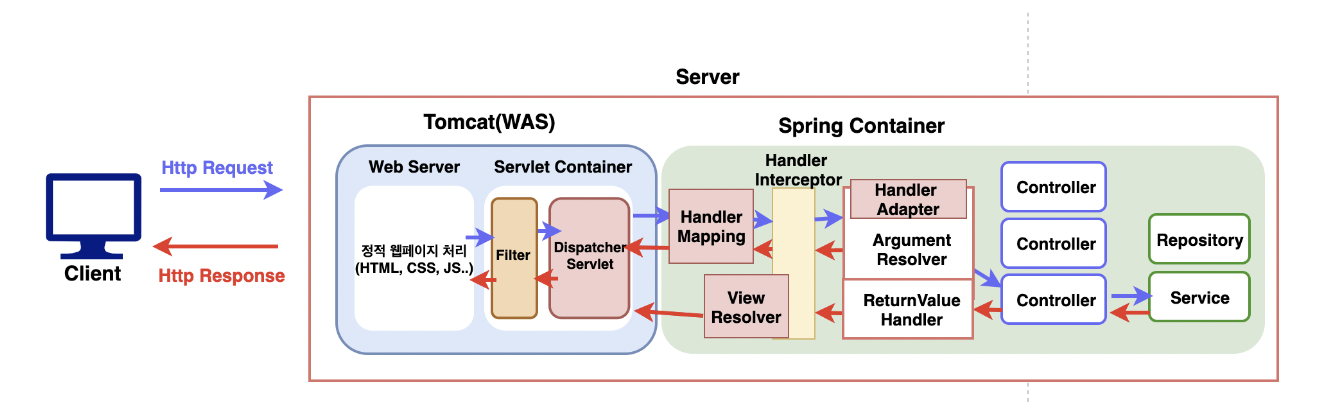 Server
Tomcat(WAS)
Spring Container
Http Request
Http Response
Client
Web Server
Servlet Container
정적 웹페이지 처리
(HTML, CSS, JS..)
Filter
Dispatcher
Servlet
Handler
Mapping
View
Resolver
Handler
Interceptor
Handler
Adapter
Argument
Resolver
ReturnValue
Handler
Controller
Controller
Controller
Repository
Service